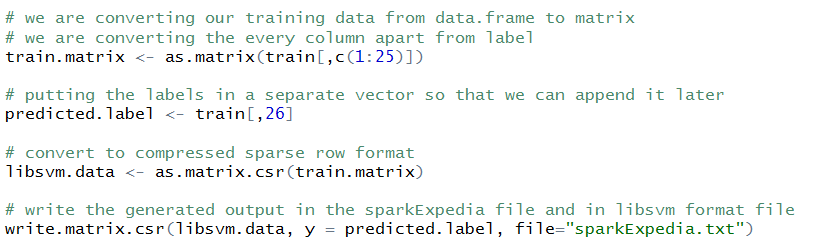 # we are converting our training data from data.frame to matrix
# we are converting the every column apart from label
train.matrix <- as.matrix(train[,c(1:25)])
# putting the labels in a separate vector so that we can append it later
predicted.label <- train[,26]
# convert to compressed sparse row format
libsvm.data <- as.matrix.csr(train.matrix)
# write the generated output in the sparkExpedia file and in libsvm format file
write.matrix.csr(libsvm.data, y = predicted.label, file="sparkExpedia.txt")